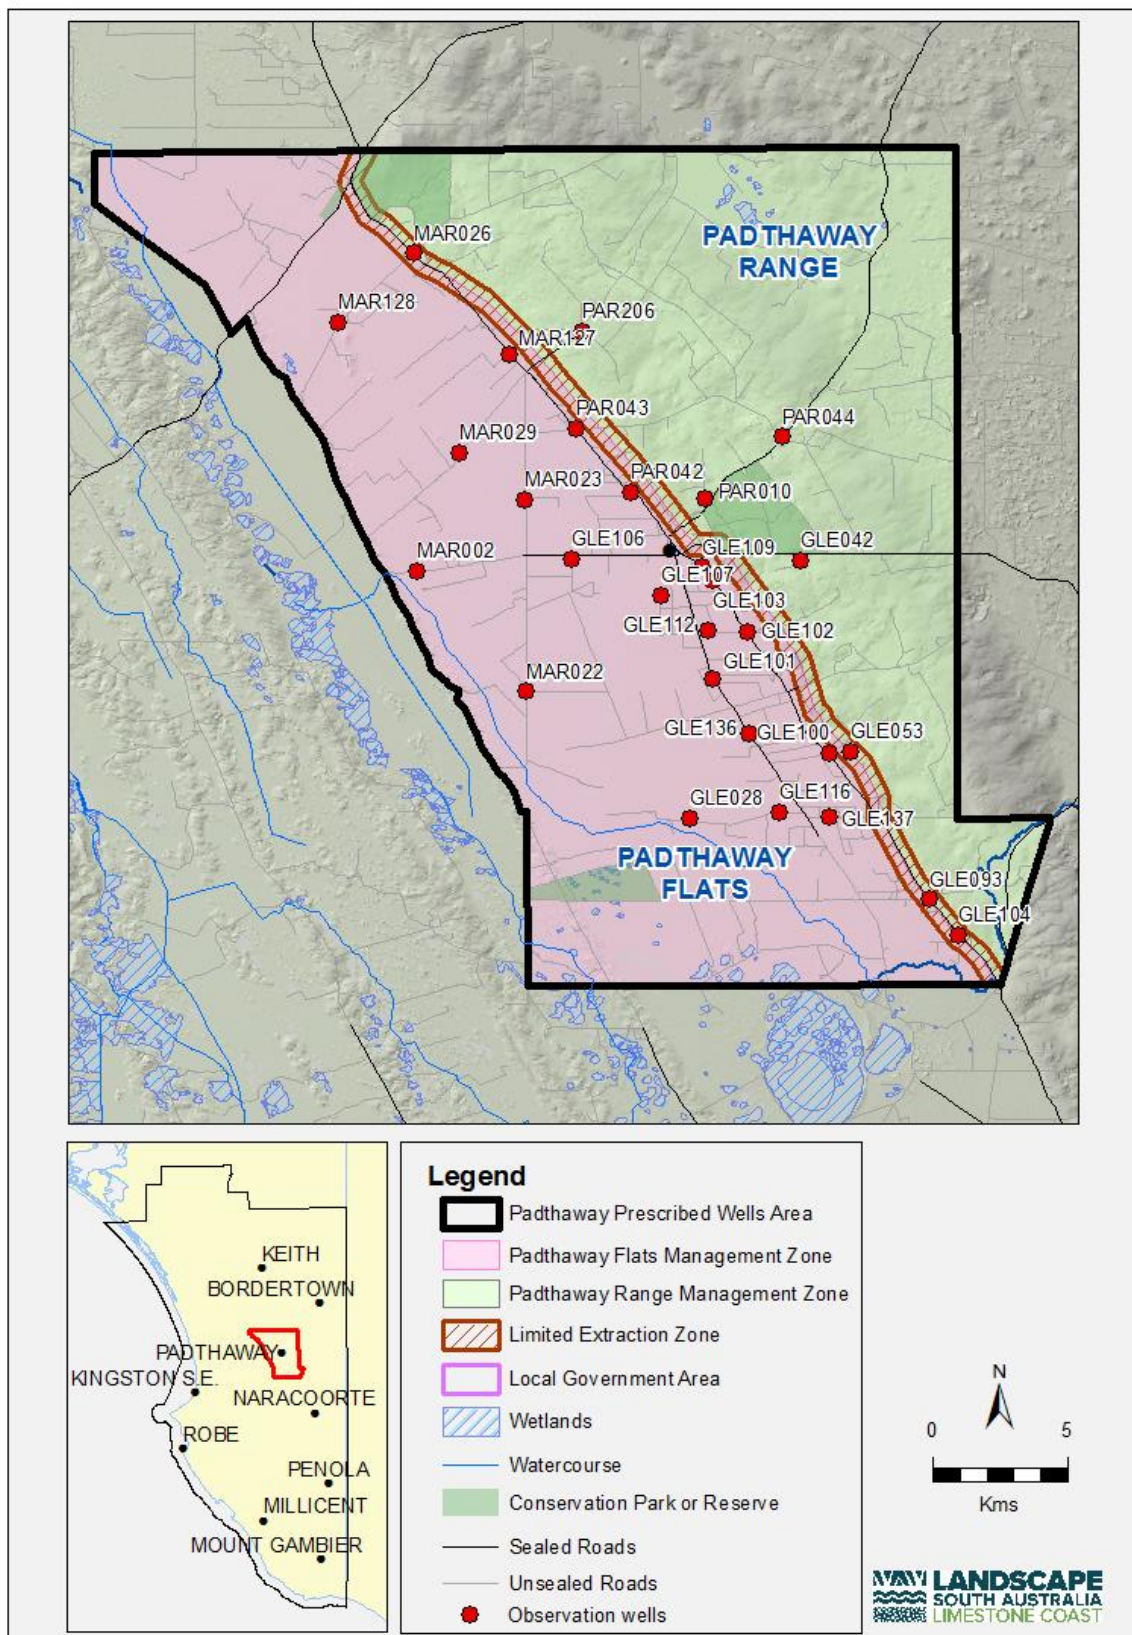 MAR026
PADTHAWAY
RANGE
MAR128
PAR206
MAR127
PAR043
PAR044
MAR029
MAR023
PAR042
PAR010
MAR002
GLE106
GLE109
GLE042
GLE107
GLE103
GLE112
GLE102
GLE101
MAR022
GLE136
GLE100
GLE053
GLE028
GLE116
GLE137
PADTHAWAY
FLATS
GLE093
GLE104
KEITH
BORDERTOWN
PADTHAWAY
KINGSTON S.E.
NARACOORTE
ROBE
PENOLA
MILLICENT
MOUNT GAMBIER
Legend
Padthaway Prescribed Wells Area
Padthaway Flats Management Zone
Padthaway Range Management Zone
Limited Extraction Zone
Local Government Area
Wetlands
Watercourse
Conservation Park or Reserve
Sealed Roads
Unsealed Roads
Observation wells
N
0 5
Kms
LANDSCAPE
SOUTH AUSTRALIA
LIMESTONE COAST